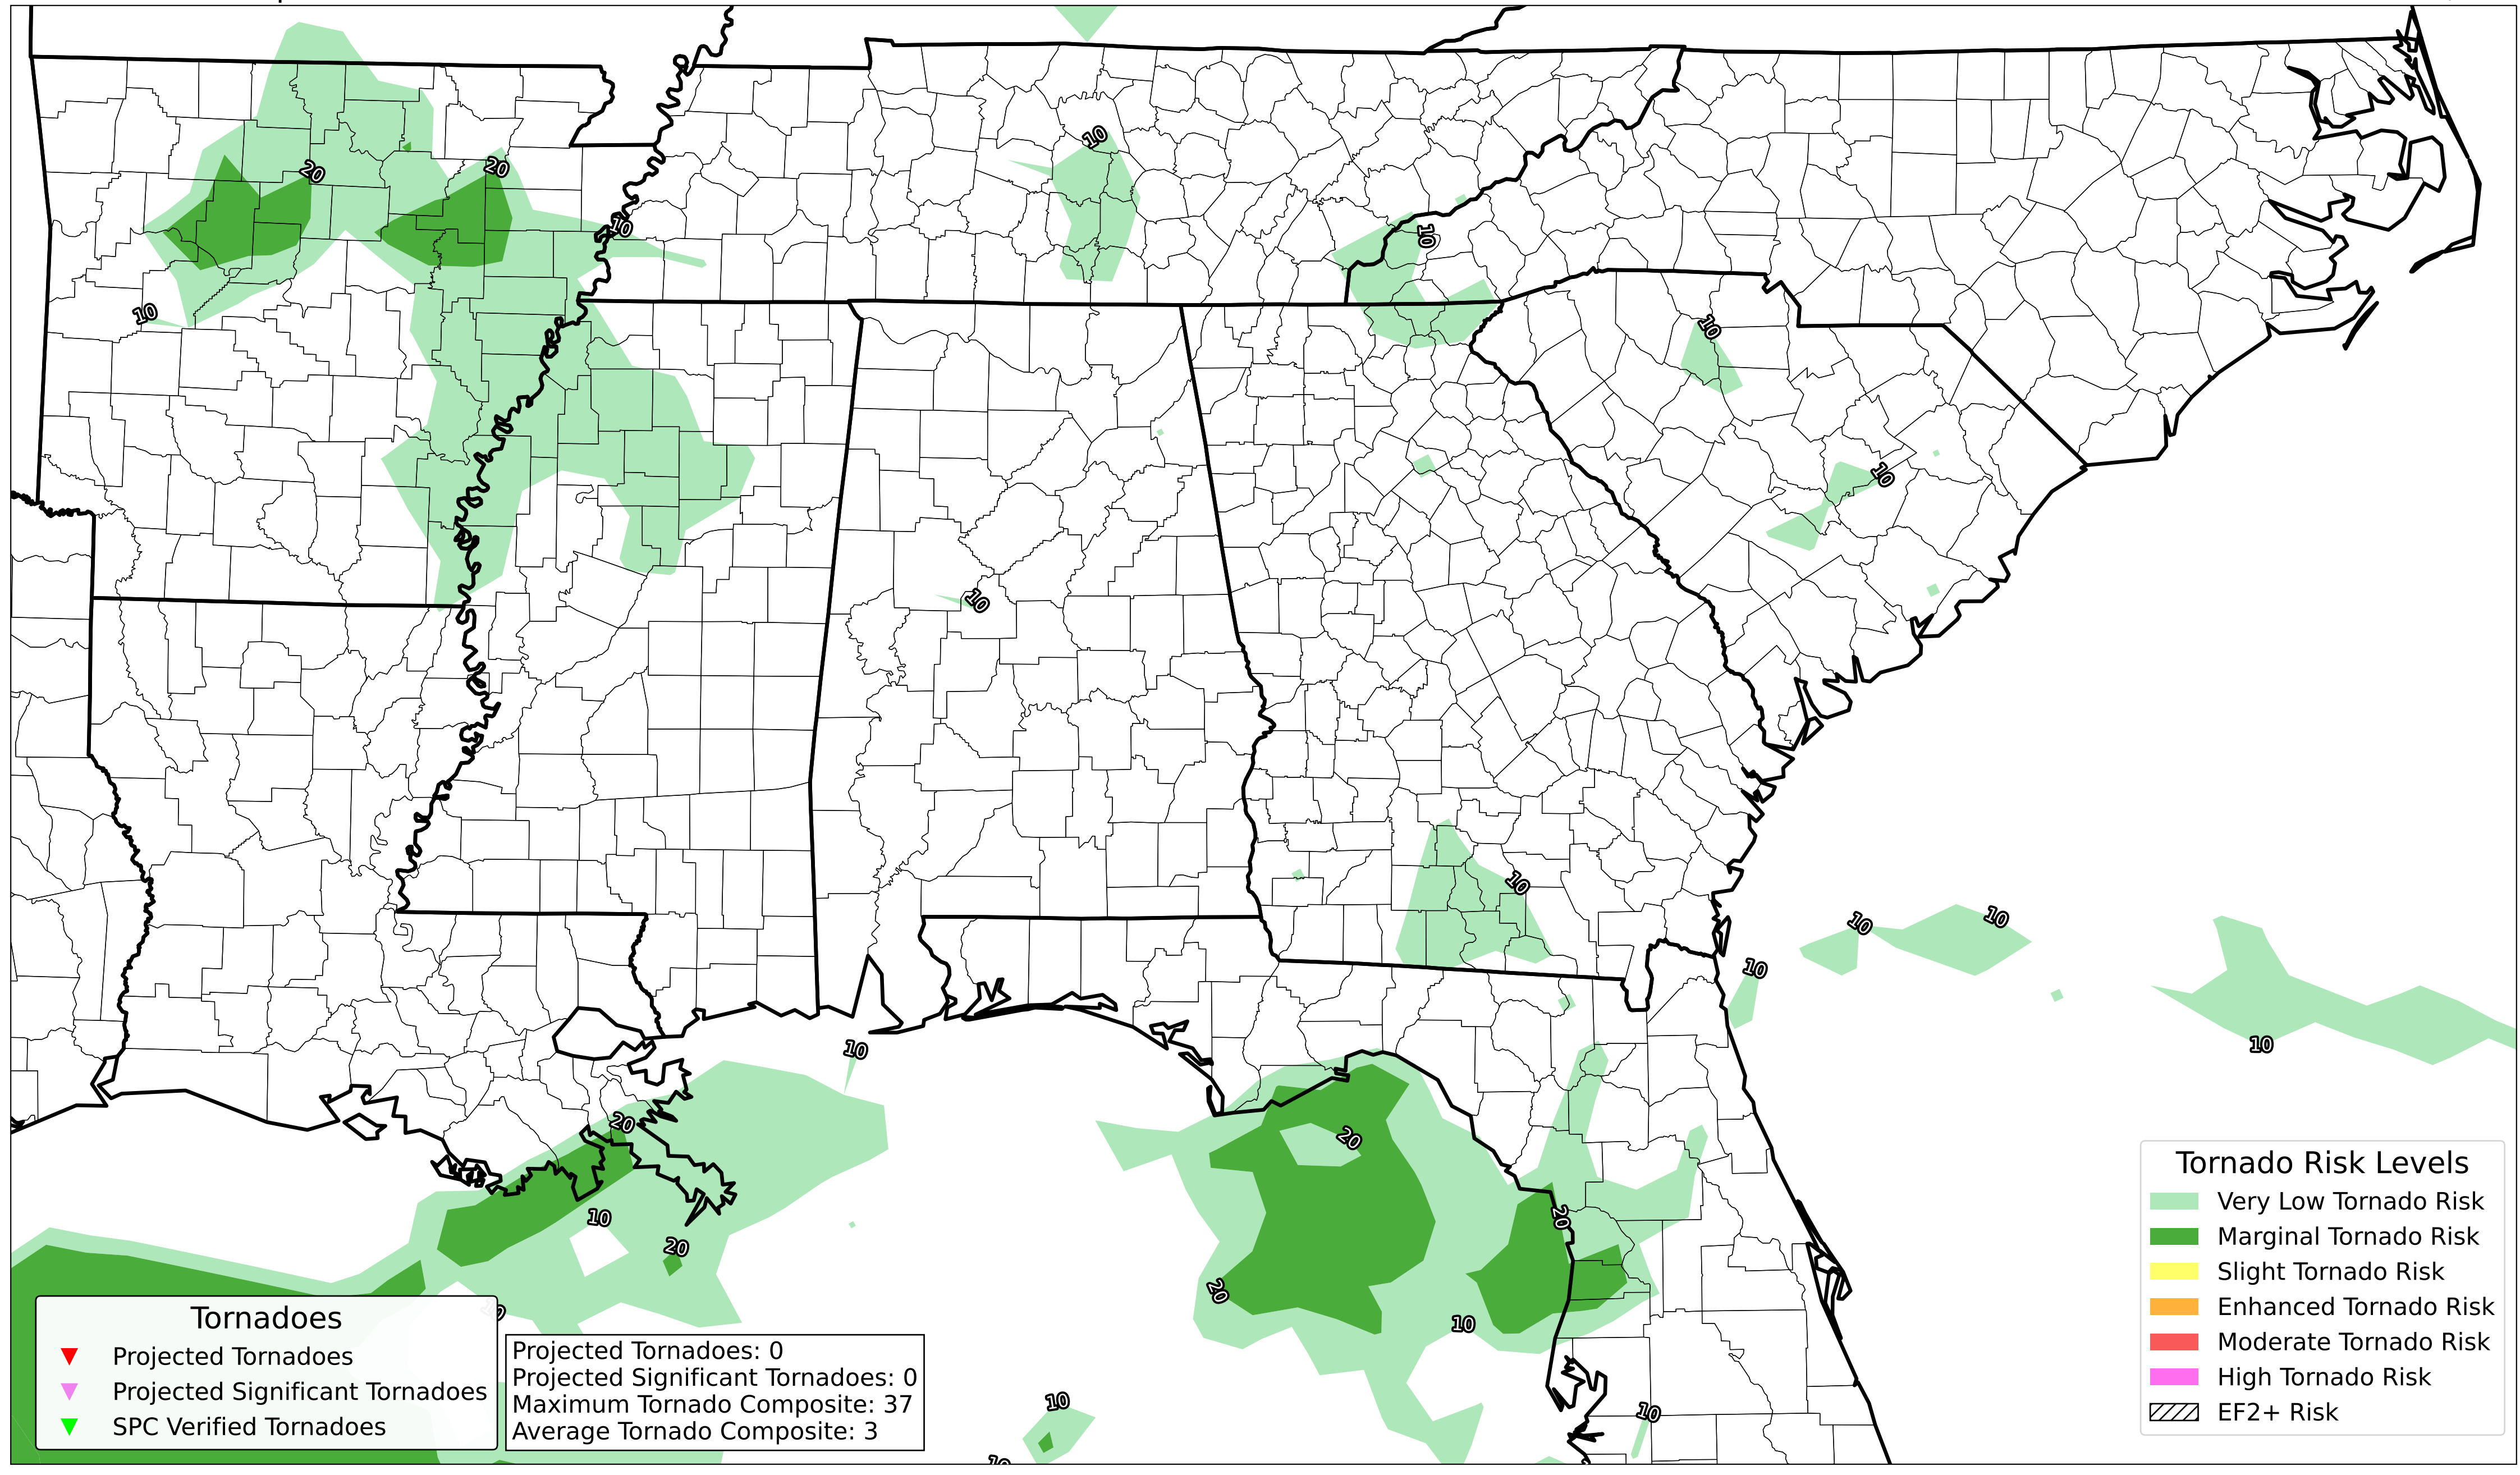 10
20
20
10
10
10
10
10
10
10
10
10
10
10
10
10
20
20
10
20
20
20
10
10
10
10
Tornadoes
Projected Tornadoes
Projected Significant Tornadoes
SPC Verified Tornadoes
Projected Tornadoes: 0
Projected Significant Tornadoes: 0
Maximum Tornado Composite: 37
Average Tornado Composite: 3
Tornado Risk Levels
Very Low Tornado Risk
Marginal Tornado Risk
Slight Tornado Risk
Enhanced Tornado Risk
Moderate Tornado Risk
High Tornado Risk
EF2+ Risk